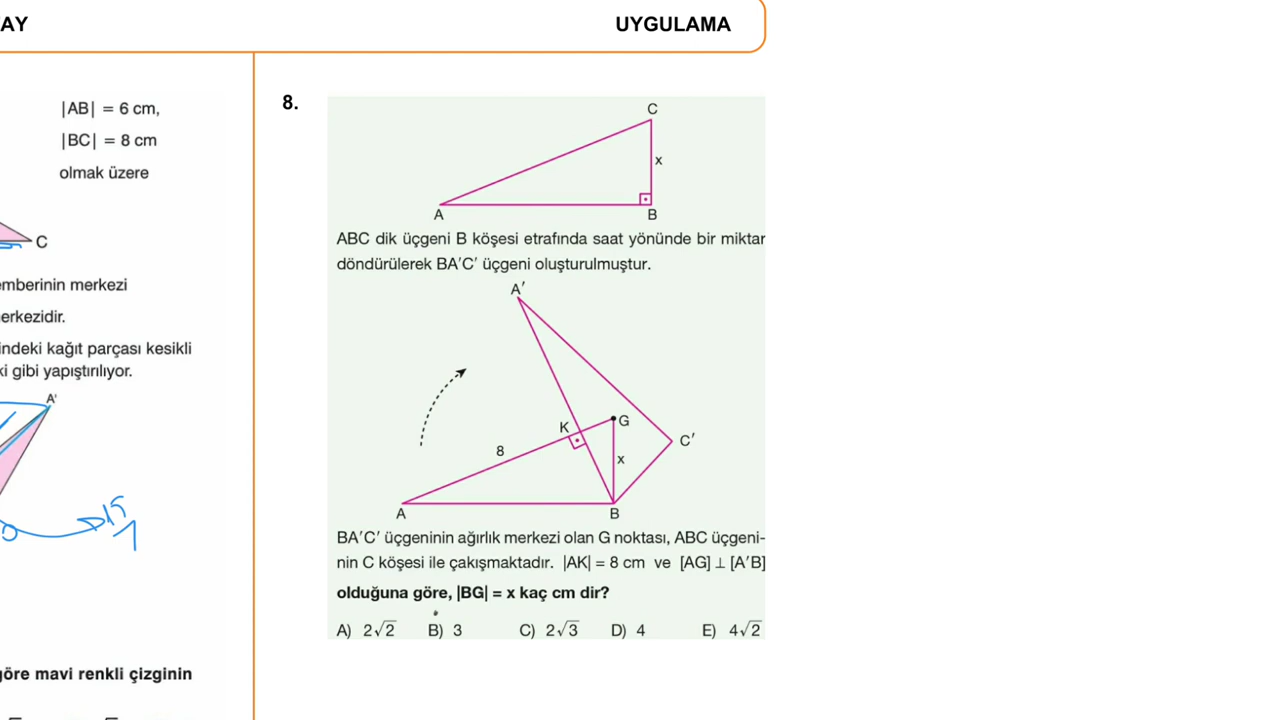 AY
UYGULAMA
|AB| = 6 cm,
|BC| = 8 cm
olmak üzere
C
emberinin merkezi
erkezidir.
indeki kağıt parçası kesikli
ki gibi yapıştırılıyor.
A'
15
göre mavi renkli çizginin
8.
C
x
A
B
ABC dik üçgeni B köşesi etrafında saat yönünde bir miktar
döndürülerek BA′C′ üçgeni oluşturulmuştur.
A′
K
G
8
C′
x
A
B
BA′C′ üçgeninin ağırlık merkezi olan G noktası, ABC üçgeni-
nin C köşesi ile çakışmaktadır. |AK| = 8 cm ve [AG] ⊥ [A′B]
olduğuna göre, |BG| = x kaç cm dir?
A) 2√2 B) 3 C) 2√3 D) 4 E) 4√2